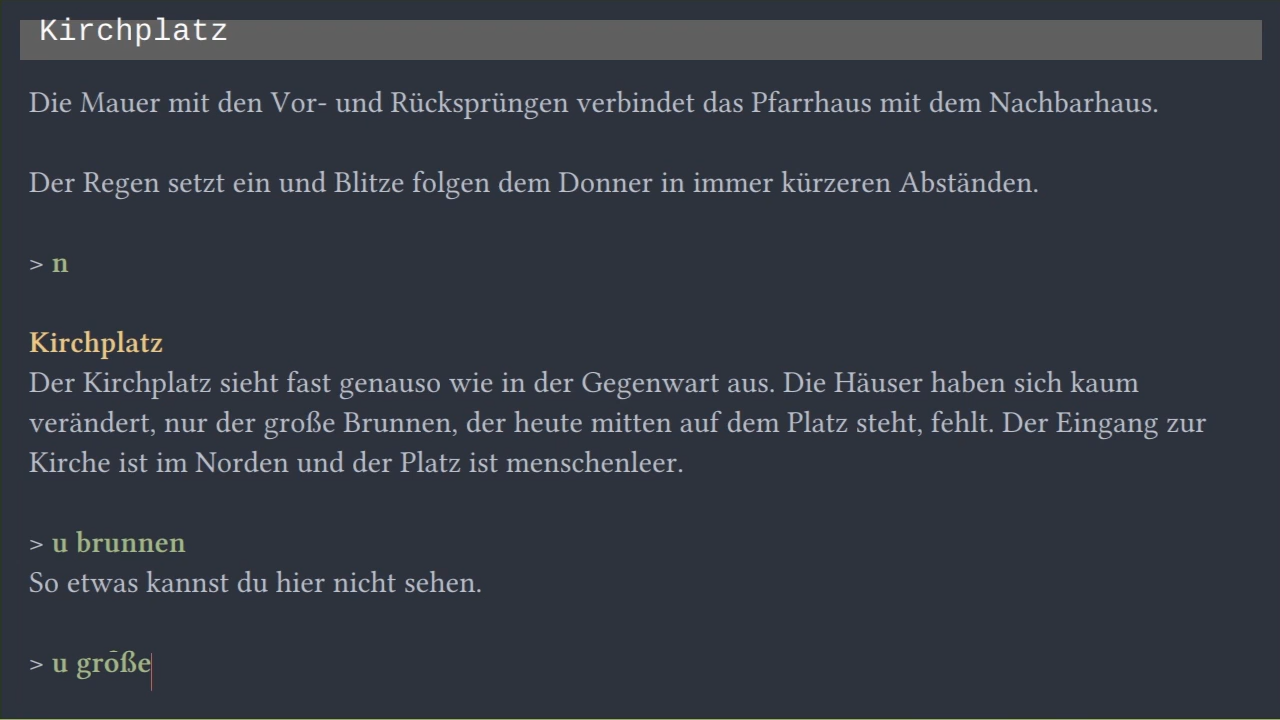 Kirchplatz
Die Mauer mit den Vor- und Rücksprüngen verbindet das Pfarrhaus mit dem Nachbarhaus.
Der Regen setzt ein und Blitze folgen dem Donner in immer kürzeren Abständen.
> n
Kirchplatz
Der Kirchplatz sieht fast genauso wie in der Gegenwart aus. Die Häuser haben sich kaum
verändert, nur der große Brunnen, der heute mitten auf dem Platz steht, fehlt. Der Eingang zur
Kirche ist im Norden und der Platz ist menschenleer.
> u brunnen
So etwas kannst du hier nicht sehen.
> u große